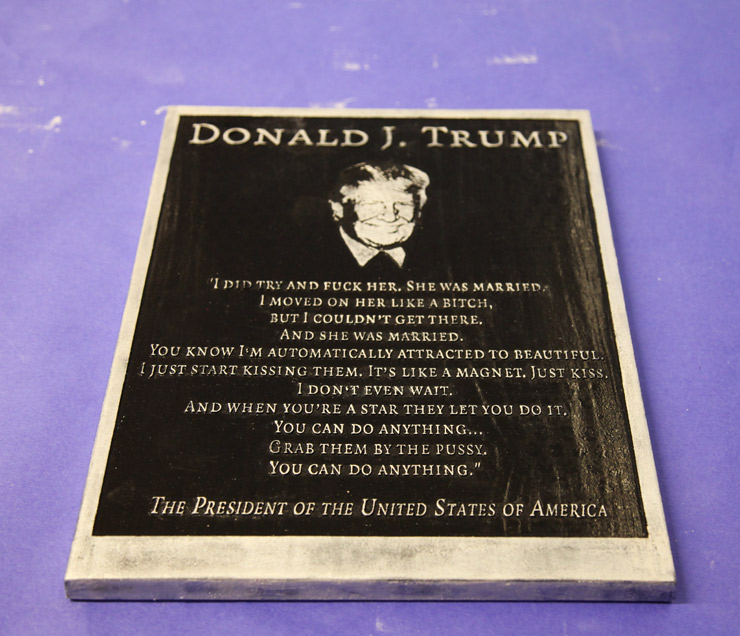 DONALD J. TRUMP
"I DID TRY AND FUCK HER. SHE WAS MARRIED.
I MOVED ON HER LIKE A BITCH,
BUT I COULDN'T GET THERE.
AND SHE WAS MARRIED.
YOU KNOW I'M AUTOMATICALLY ATTRACTED TO BEAUTIFUL.
I JUST START KISSING THEM. IT'S LIKE A MAGNET. JUST KISS.
I DON'T EVEN WAIT.
AND WHEN YOU'RE A STAR THEY LET YOU DO IT.
YOU CAN DO ANYTHING...
GRAB THEM BY THE PUSSY.
YOU CAN DO ANYTHING."
THE PRESIDENT OF THE UNITED STATES OF AMERICA